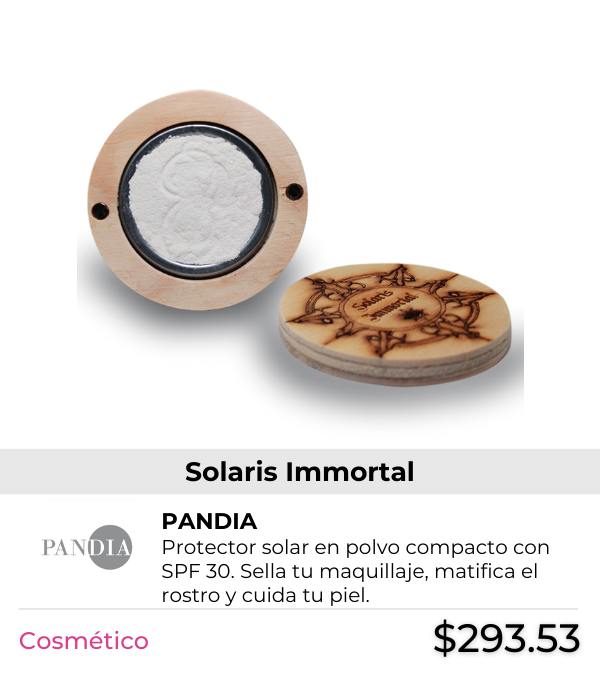 Solaris
Immortal
Solaris Immortal
PANDIA
PANDIA
Protector solar en polvo compacto con
SPF 30. Sella tu maquillaje, matifica el
rostro y cuida tu piel.
Cosmético
$293.53